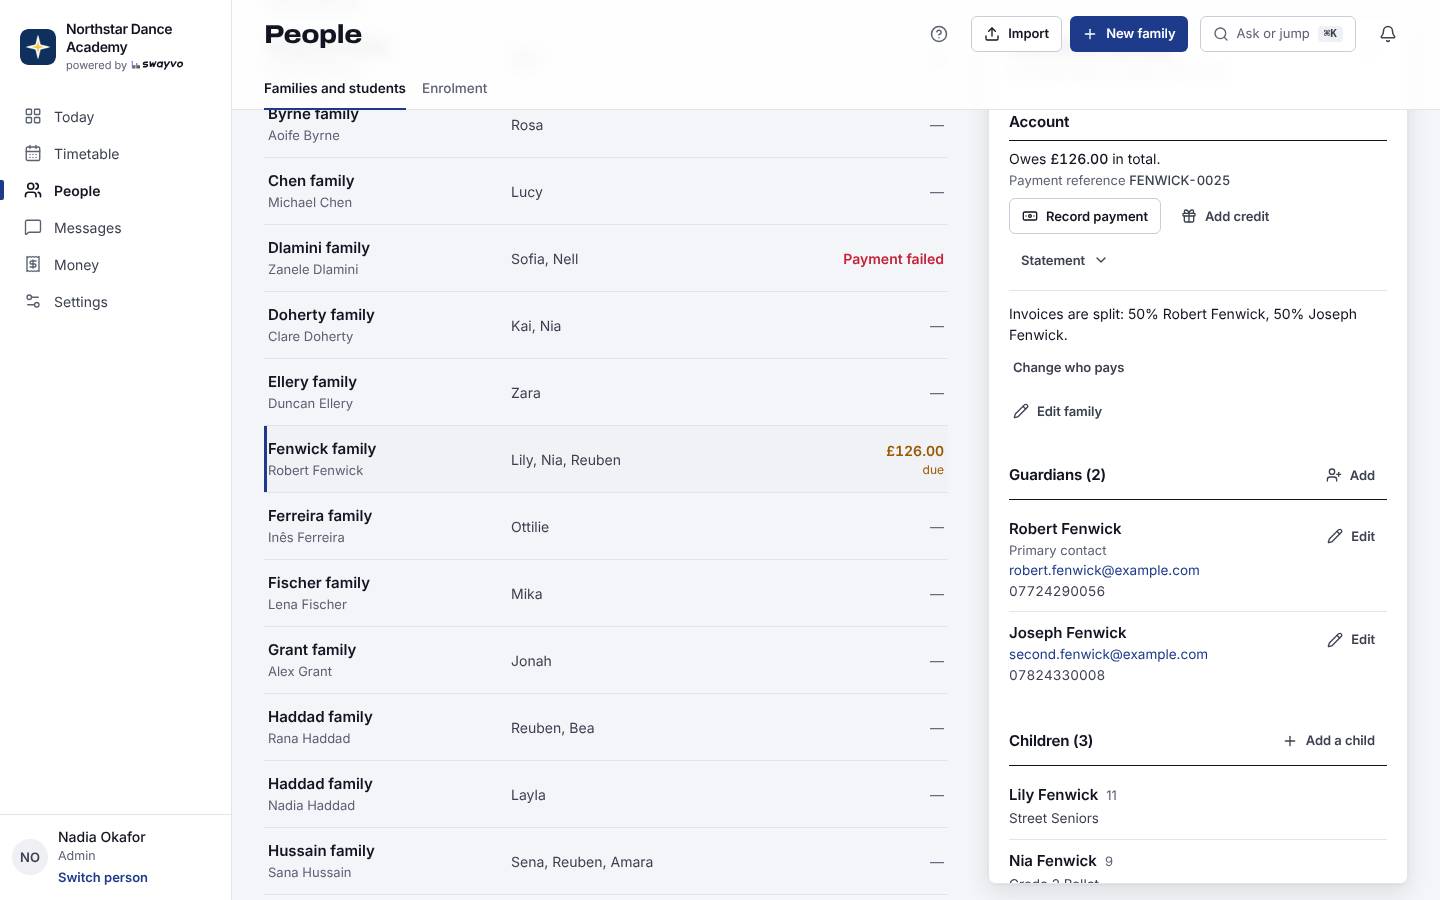 Northstar Dance
Academy
powered by swayvo
Today
Timetable
People
Messages
Money
Settings
Nadia Okafor
NO
Admin
Switch person
People
Import
New family
Ask or jump ⌘K
Families and students
Enrolment
Byrne family
Aoife Byrne
Rosa
—
Chen family
Michael Chen
Lucy
—
Dlamini family
Zanele Dlamini
Sofia, Nell
Payment failed
Doherty family
Clare Doherty
Kai, Nia
—
Ellery family
Duncan Ellery
Zara
—
Fenwick family
Robert Fenwick
Lily, Nia, Reuben
£126.00
due
Ferreira family
Inês Ferreira
Ottilie
—
Fischer family
Lena Fischer
Mika
—
Grant family
Alex Grant
Jonah
—
Haddad family
Rana Haddad
Reuben, Bea
—
Haddad family
Nadia Haddad
Layla
—
Hussain family
Sana Hussain
Sena, Reuben, Amara
—
Account
Owes £126.00 in total.
Payment reference FENWICK-0025
Record payment
Add credit
Statement
Invoices are split: 50% Robert Fenwick, 50% Joseph
Fenwick.
Change who pays
Edit family
Guardians (2)
Add
Robert Fenwick
Edit
Primary contact
robert.fenwick@example.com
07724290056
Joseph Fenwick
Edit
second.fenwick@example.com
07824330008
Children (3)
Add a child
Lily Fenwick 11
Street Seniors
Nia Fenwick 9
Grade 2 Ballet